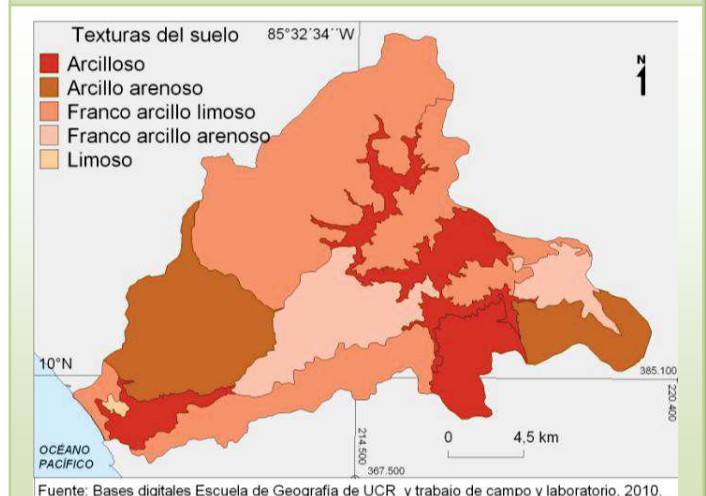 Texturas del suelo
85°32´34´´W
N
Arcilloso
Arcillo arenoso
Franco arcillo limoso
Franco arcillo arenoso
Limoso
10°N
385.100
220.400
OCÉANO
PACÍFICO
214.500
0 4,5 km
367.500
Fuente: Bases digitales Escuela de Geografía de UCR y trabajo de campo y laboratorio, 2010.